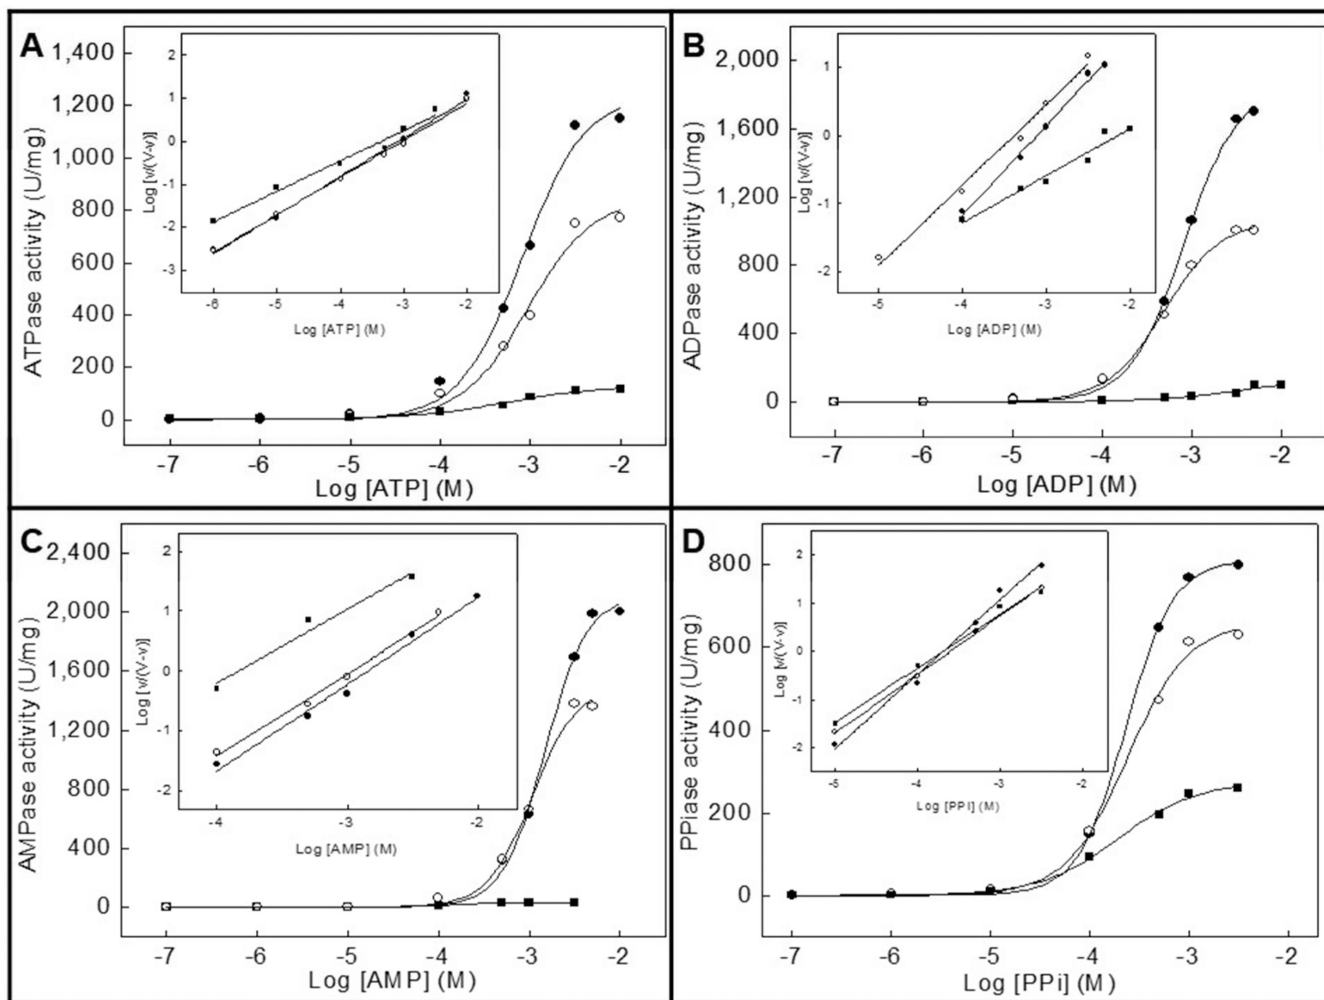 A
1,400
1,200
1,000
800
600
400
200
0
ATPase activity (U/mg)
-7 -6 -5 -4 -3 -2
Log [ATP] (M)
2
1
0
-1
-2
-3
Log [v/(V-v)]
-6 -5 -4 -3 -2
Log [ATP] (M)
B
2,000
1,600
1,200
800
400
0
ADPase activity (U/mg)
-7 -6 -5 -4 -3 -2
Log [ADP] (M)
1
0
-1
-2
Log [v/(V-v)]
-5 -4 -3 -2
Log [ADP] (M)
C
2,400
2,000
1,600
1,200
800
400
0
AMPase activity (U/mg)
-7 -6 -5 -4 -3 -2
Log [AMP] (M)
2
1
0
-1
-2
Log [v/(V-v)]
-4 -3 -2
Log [AMP] (M)
D
800
600
400
200
0
PPiase activity (U/mg)
-7 -6 -5 -4 -3 -2
Log [PPi] (M)
2
1
0
-1
-2
Log [v/(V-v)]
-5 -4 -3 -2
Log [PPi] (M)